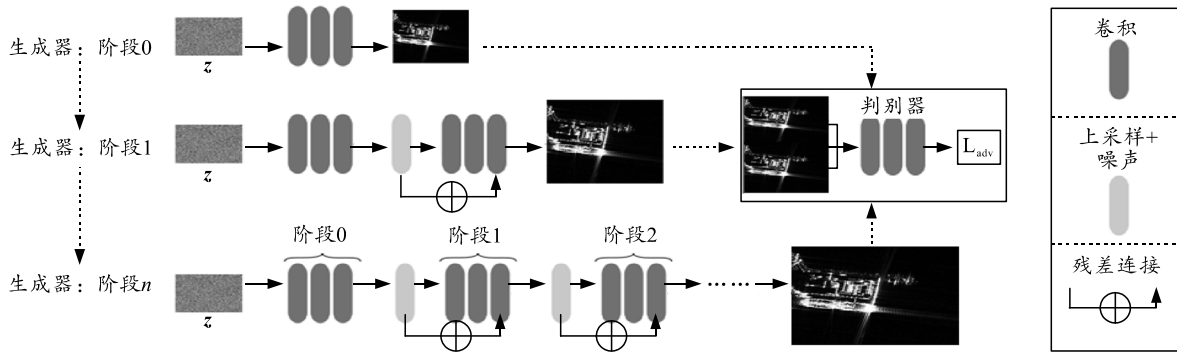 生成器：阶段0
z
生成器：阶段1
z
判别器
L_adv
阶段0
阶段1
阶段2
生成器：阶段n
z
……
卷积
上采样+
噪声
残差连接